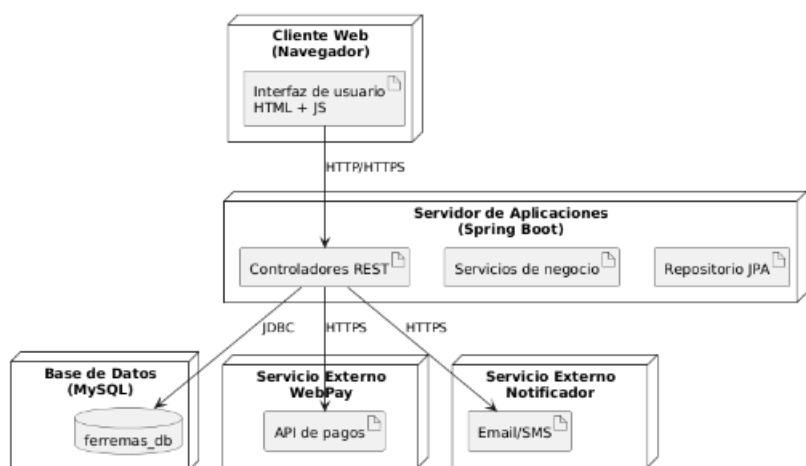 Cliente Web
(Navegador)
Interfaz de usuario
HTML + JS
HTTP/HTTPS
Servidor de Aplicaciones
(Spring Boot)
Controladores REST
Servicios de negocio
Repositorio JPA
JDBC
HTTPS
HTTPS
Base de Datos
(MySQL)
ferremas_db
Servicio Externo
WebPay
API de pagos
Servicio Externo
Notificador
Email/SMS